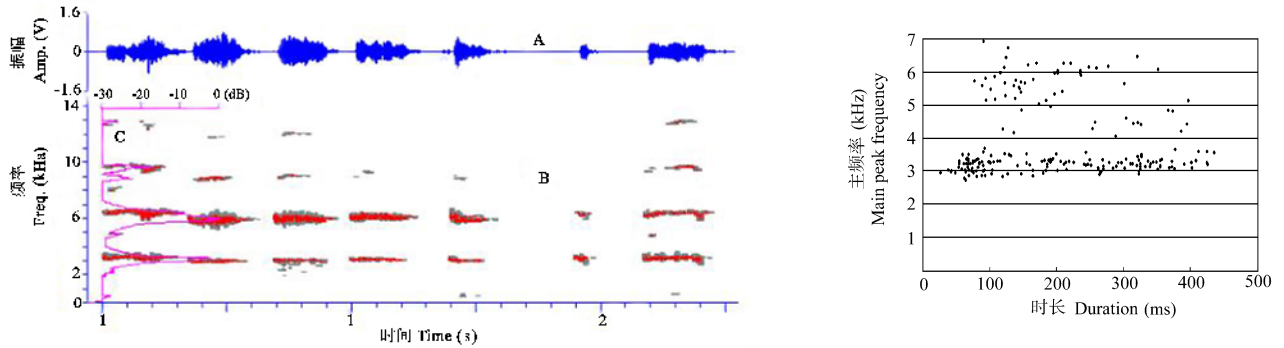 1.6
0
-1.6
振幅
Amp. (V)
A
-30 -20 -10 0 (dB)
14
10
6
2
0
频率
Freq. (kHa)
C
B
1 1 2
时间 Time (s)
7
6
5
4
3
2
1
主频率 (kHz)
Main peak frequency
0 100 200 300 400 500
时长 Duration (ms)